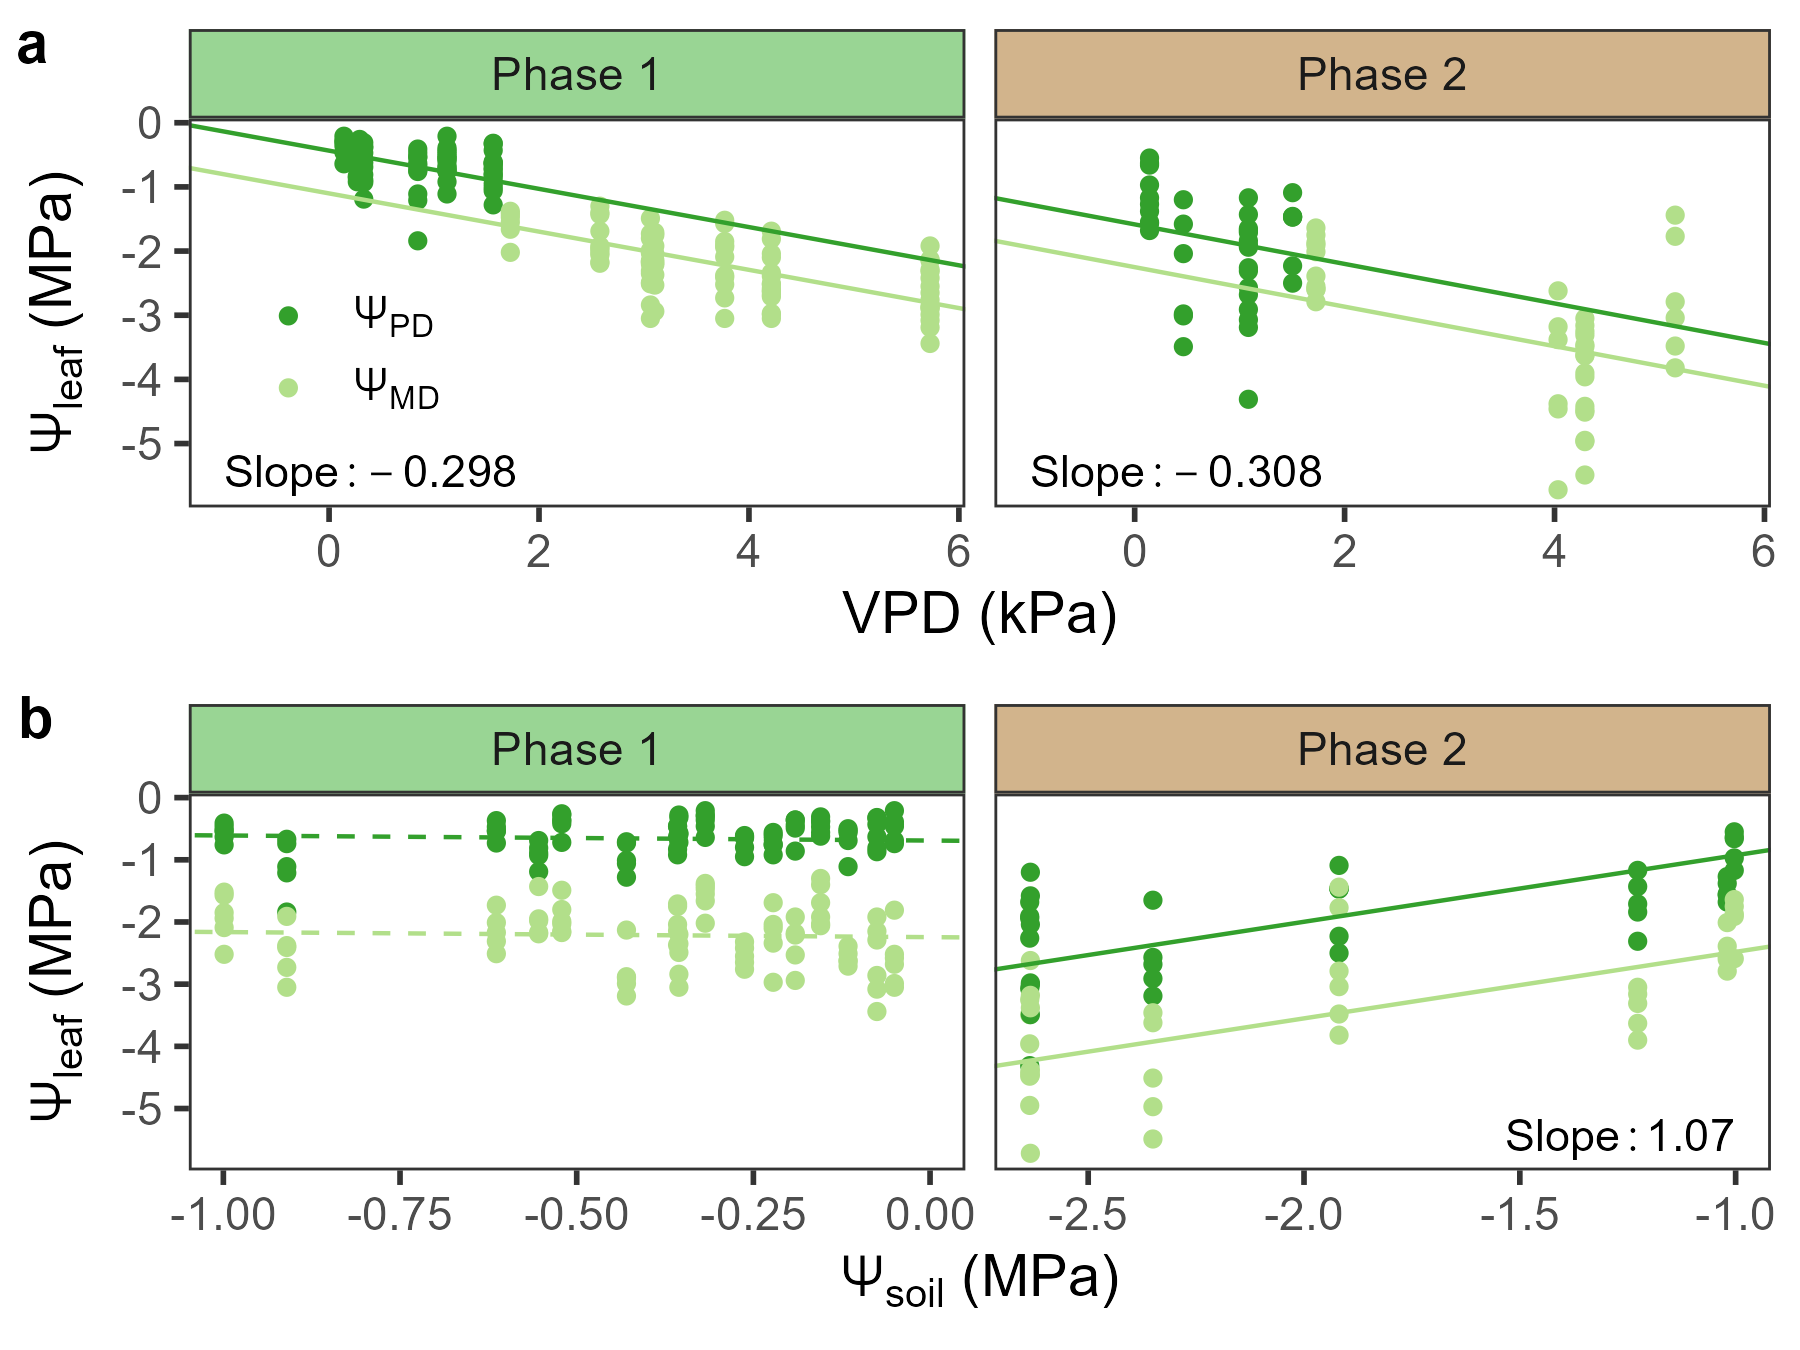 a
Phase 1
Phase 2
Ψleaf (MPa)
0
-1
-2
-3
-4
-5
ΨPD
ΨMD
Slope : − 0.298
Slope : − 0.308
0 2 4 6
0 2 4 6
VPD (kPa)
b
Phase 1
Phase 2
Ψleaf (MPa)
0
-1
-2
-3
-4
-5
Slope : 1.07
-1.00 -0.75 -0.50 -0.25 0.00
-2.5 -2.0 -1.5 -1.0
Ψsoil (MPa)